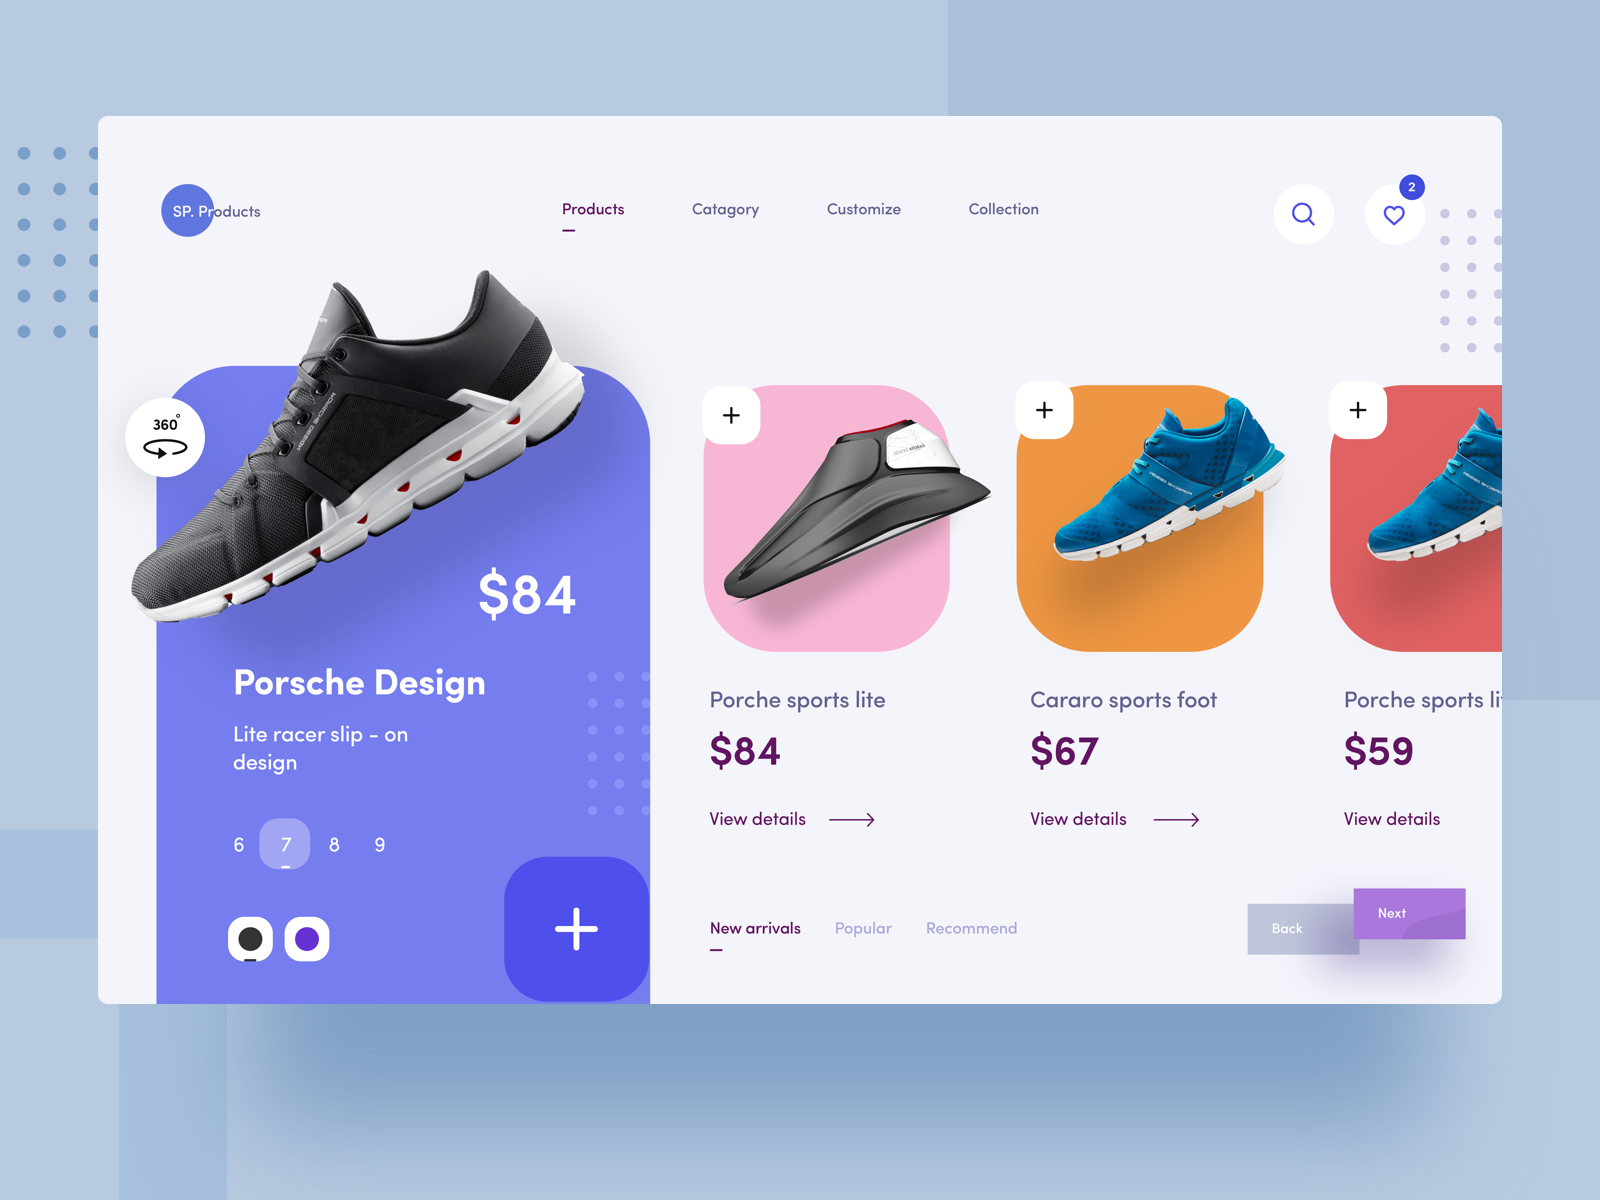 SP. Products
Products
Catagory
Customize
Collection
2
360°
$84
Porsche Design
Lite racer slip - on
design
6 7 8 9
Porche sports lite
$84
View details
Cararo sports foot
$67
View details
Porche sports li
$59
View details
New arrivals
Popular
Recommend
Back
Next